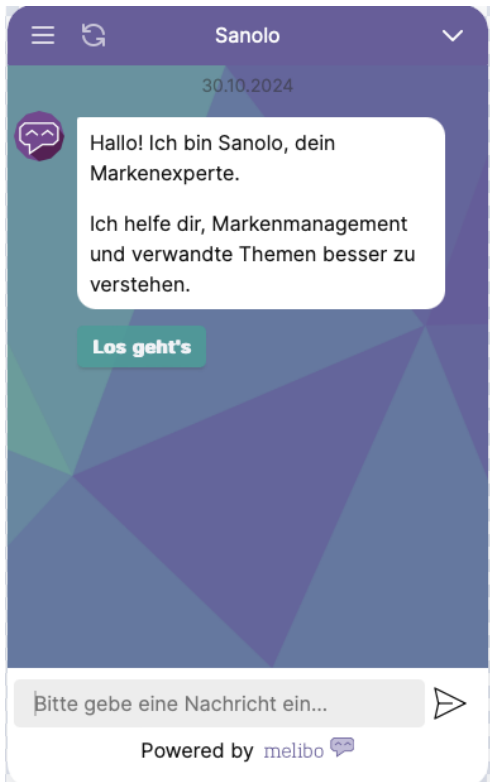 Sanolo
30.10.2024
Hallo! Ich bin Sanolo, dein
Markenexperte.
Ich helfe dir, Markenmanagement
und verwandte Themen besser zu
verstehen.
Los geht's
Bitte gebe eine Nachricht ein...
Powered by melibo